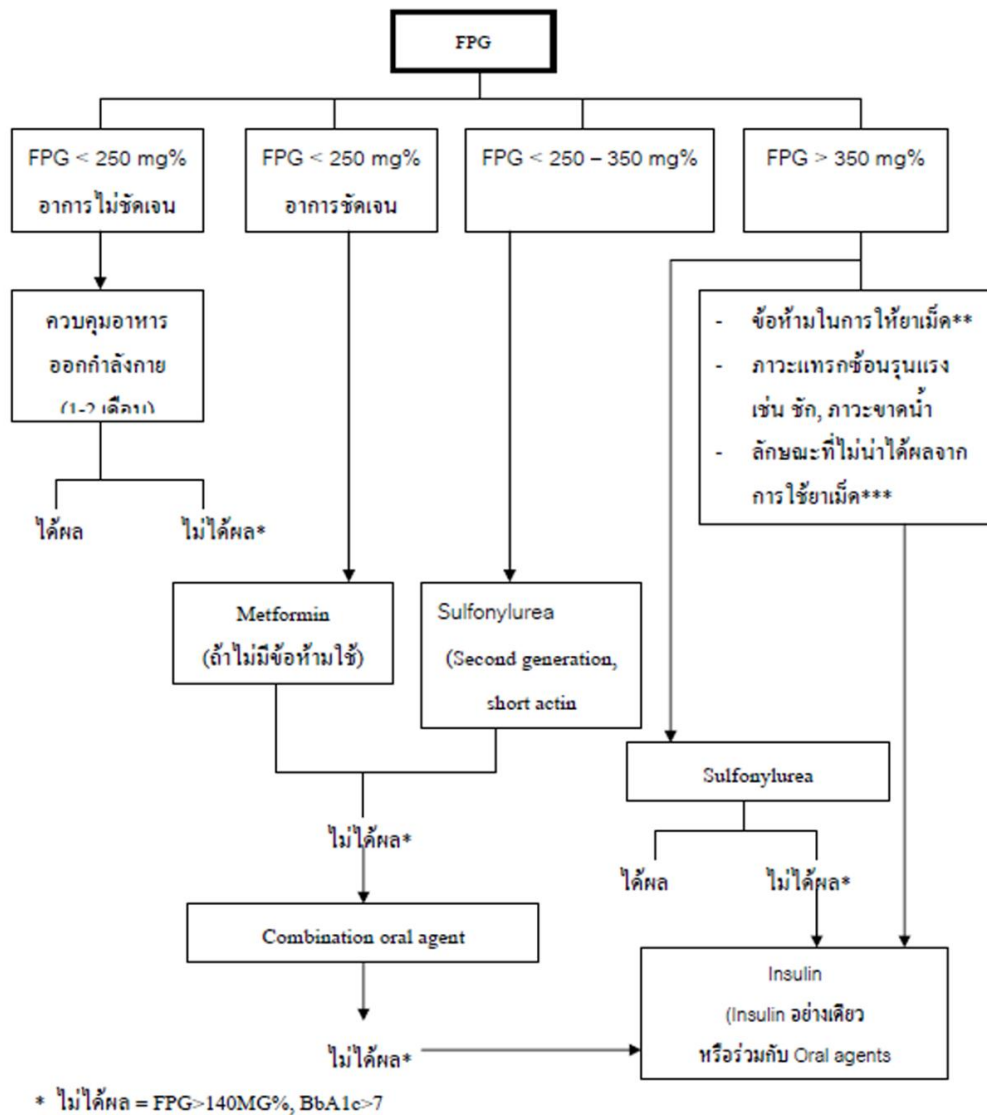 FPG
FPG < 250 mg%
อาการไม่ชัดเจน
FPG < 250 mg%
อาการชัดเจน
FPG < 250 – 350 mg%
FPG > 350 mg%
ควบคุมอาหาร
ออกกำลังกาย
(1-2 เดือน)
- ข้อห้ามในการให้ยาเม็ด**
- ภาวะแทรกซ้อนรุนแรง
เช่น ชัก, ภาวะขาดน้ำ
- ลักษณะที่ไม่น่าได้ผลจาก
การใช้ยาเม็ด***
ได้ผล
ไม่ได้ผล*
Metformin
(ถ้าไม่มีข้อห้ามใช้)
Sulfonylurea
(Second generation,
short actin
Sulfonylurea
ไม่ได้ผล*
ได้ผล
ไม่ได้ผล*
Combination oral agent
Insulin
(Insulin อย่างเดียว
หรือร่วมกับ Oral agents
ไม่ได้ผล*
* ไม่ได้ผล = FPG>140MG%, BbA1c>7